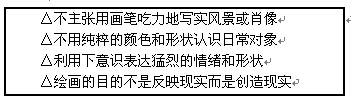 △不主张用画笔吃力地写实风景或肖像
△不用纯粹的颜色和形状认识日常对象
△利用下意识表达猛烈的情绪和形状
△绘画的目的不是反映现实而是创造现实